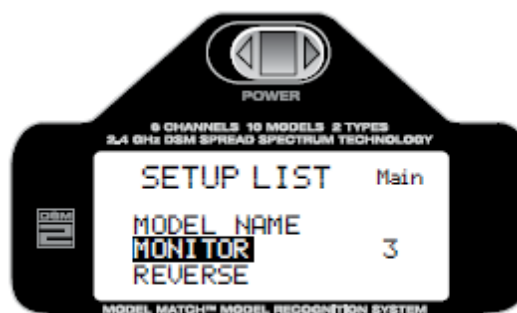 POWER
6 CHANNELS 10 MODELS 2 TYPES
2.4 GHz DSM SPREAD SPECTRUM TECHNOLOGY
SETUP LIST Main
MODEL NAME
DSM 2
MONITOR 3
REVERSE
MODEL MATCH™ MODEL RECOGNITION SYSTEM